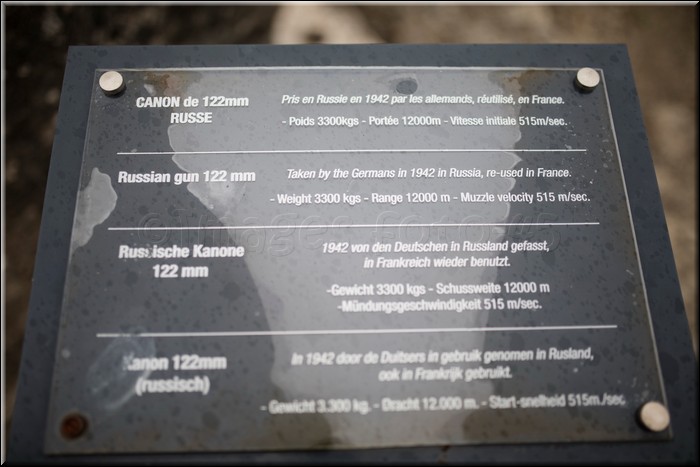 CANON de 122mm
RUSSE
Pris en Russie en 1942 par les allemands, réutilisé, en France.
- Poids 3300kgs - Portée 12000m - Vitesse initiale 515m/sec.
Russian gun 122 mm
Taken by the Germans in 1942 in Russia, re-used in France.
- Weight 3300 kgs - Range 12000 m - Muzzle velocity 515 m/sec.
Russische Kanone
122 mm
1942 von den Deutschen in Russland gefasst,
in Frankreich wieder benutzt.
-Gewicht 3300 kgs - Schussweite 12000 m
-Mündungsgeschwindigkeit 515 m/sec.
Kanon 122mm
(russisch)
In 1942 door de Duitsers in gebruik genomen in Rusland,
ook in Frankrijk gebruikt.
- Gewicht 3.300 kg. - Dracht 12.000 m. - Start-snelheid 515m./sec.